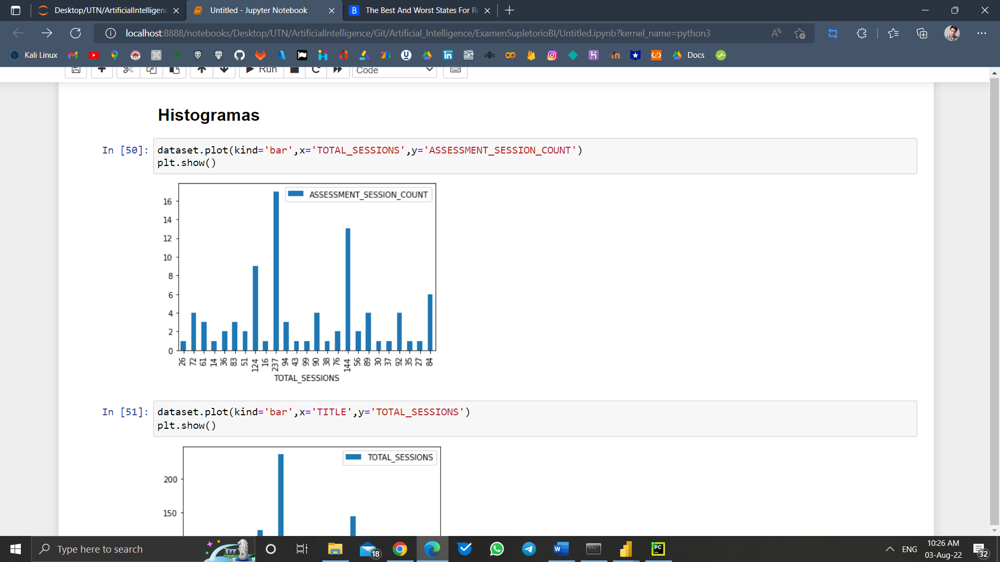 Desktop/UTN/ArtificialIntelligenc
Untitled - Jupyter Notebook
The Best And Worst States For Re
localhost:8888/notebooks/Desktop/UTN/ArtificialIntelligence/Git/Artificial_Intelligence/ExamenSupletorioBI/Untitled.ipynb?kernel_name=python3
Kali Linux
Docs
Run
Code
Histogramas
In [50]:
dataset.plot(kind='bar',x='TOTAL_SESSIONS',y='ASSESSMENT_SESSION_COUNT')
plt.show()
ASSESSMENT_SESSION_COUNT
16
14
12
10
8
6
4
2
0
26 72 61 14 36 83 51 124 16 237 94 43 99 90 38 76 144 56 89 30 37 92 35 27 84
TOTAL_SESSIONS
In [51]:
dataset.plot(kind='bar',x='TITLE',y='TOTAL_SESSIONS')
plt.show()
TOTAL_SESSIONS
200
150
Type here to search
18
W
PC
ENG
10:26 AM
03-Aug-22
32